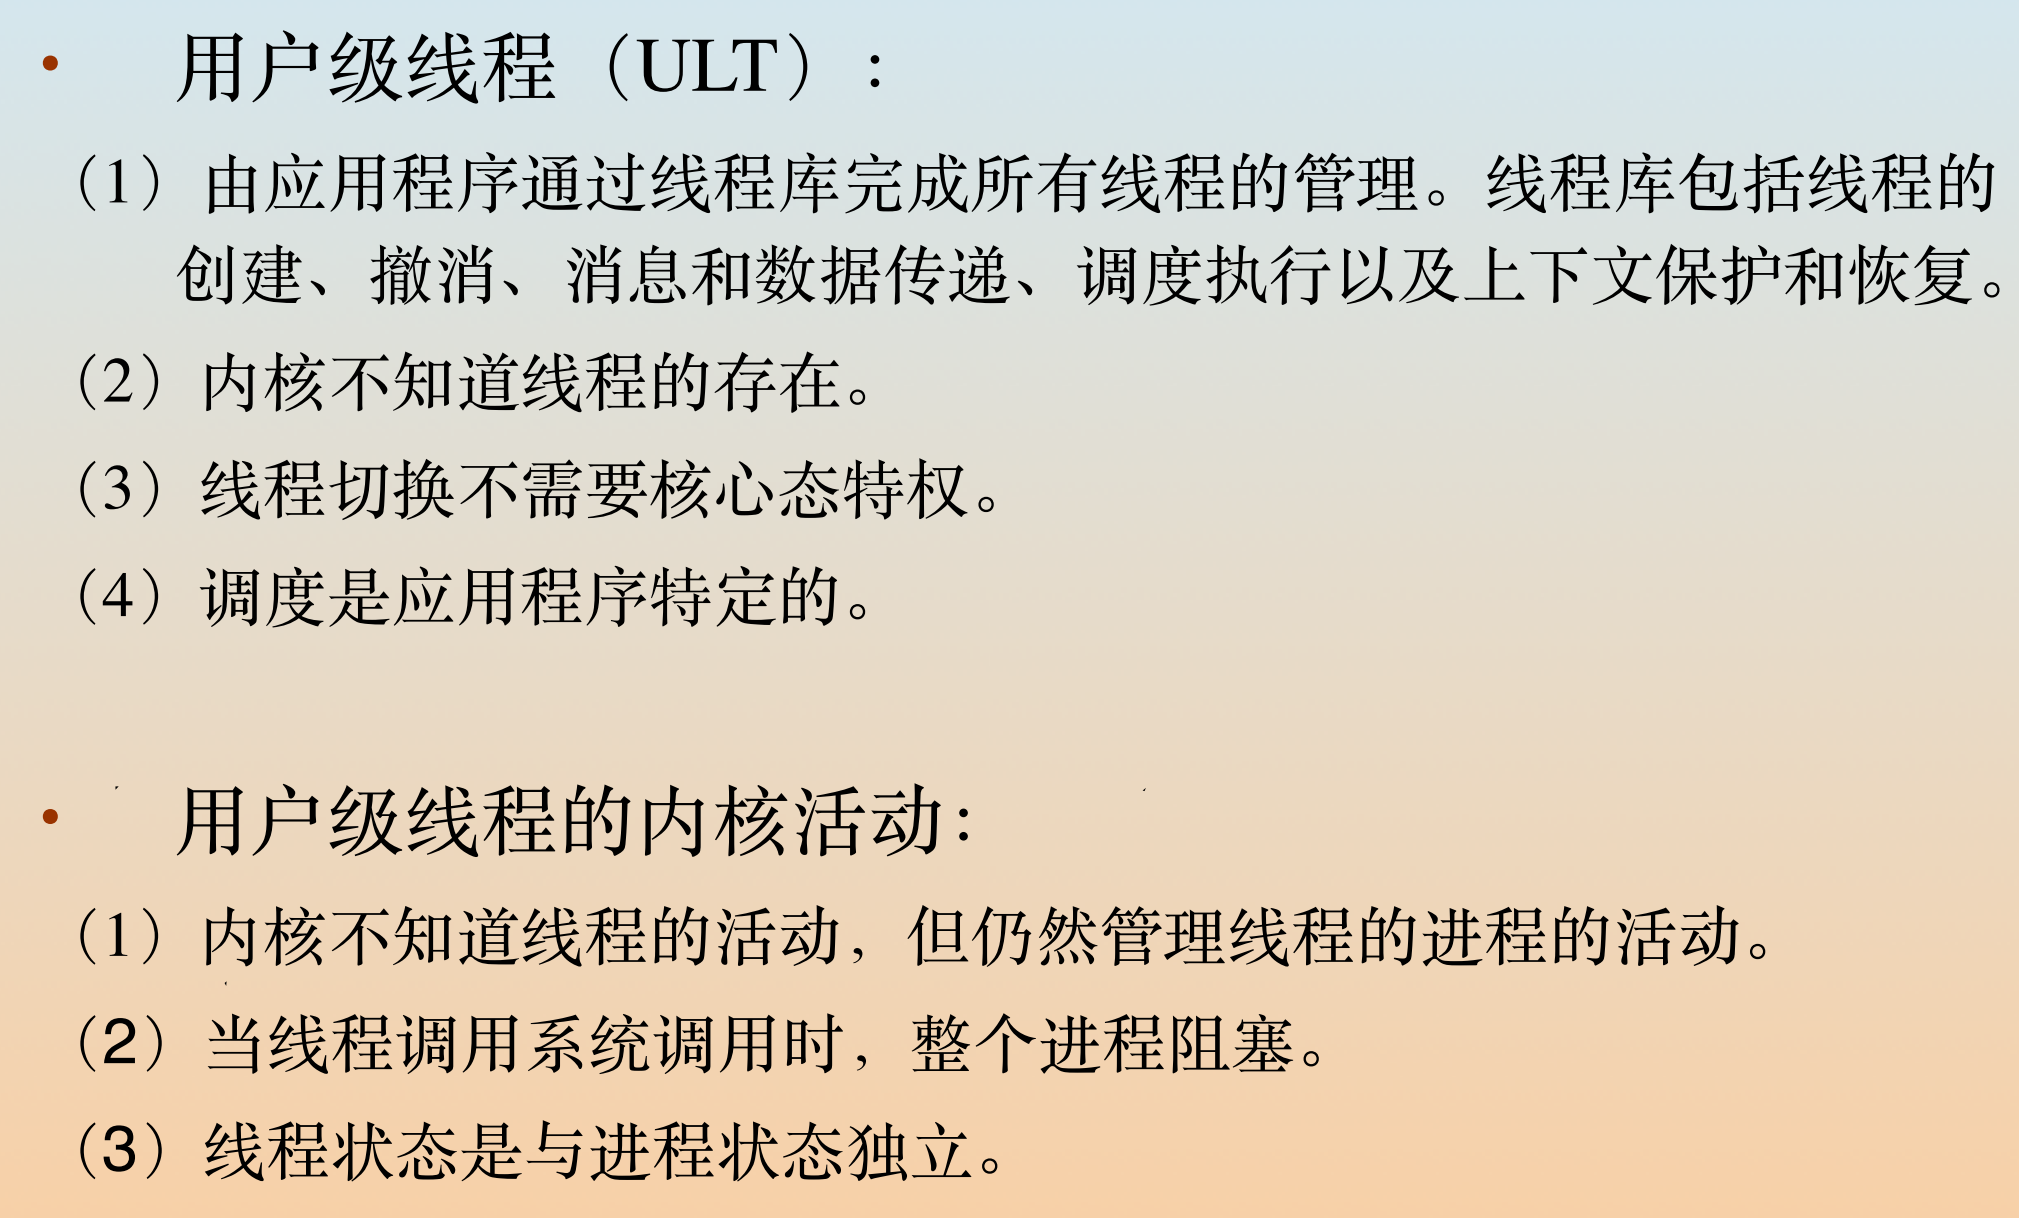 • 用户级线程（ULT）：
（1）由应用程序通过线程库完成所有线程的管理。线程库包括线程的
创建、撤消、消息和数据传递、调度执行以及上下文保护和恢复。
（2）内核不知道线程的存在。
（3）线程切换不需要核心态特权。
（4）调度是应用程序特定的。
• 用户级线程的内核活动：
（1）内核不知道线程的活动，但仍然管理线程的进程的活动。
（2）当线程调用系统调用时，整个进程阻塞。
（3）线程状态是与进程状态独立。